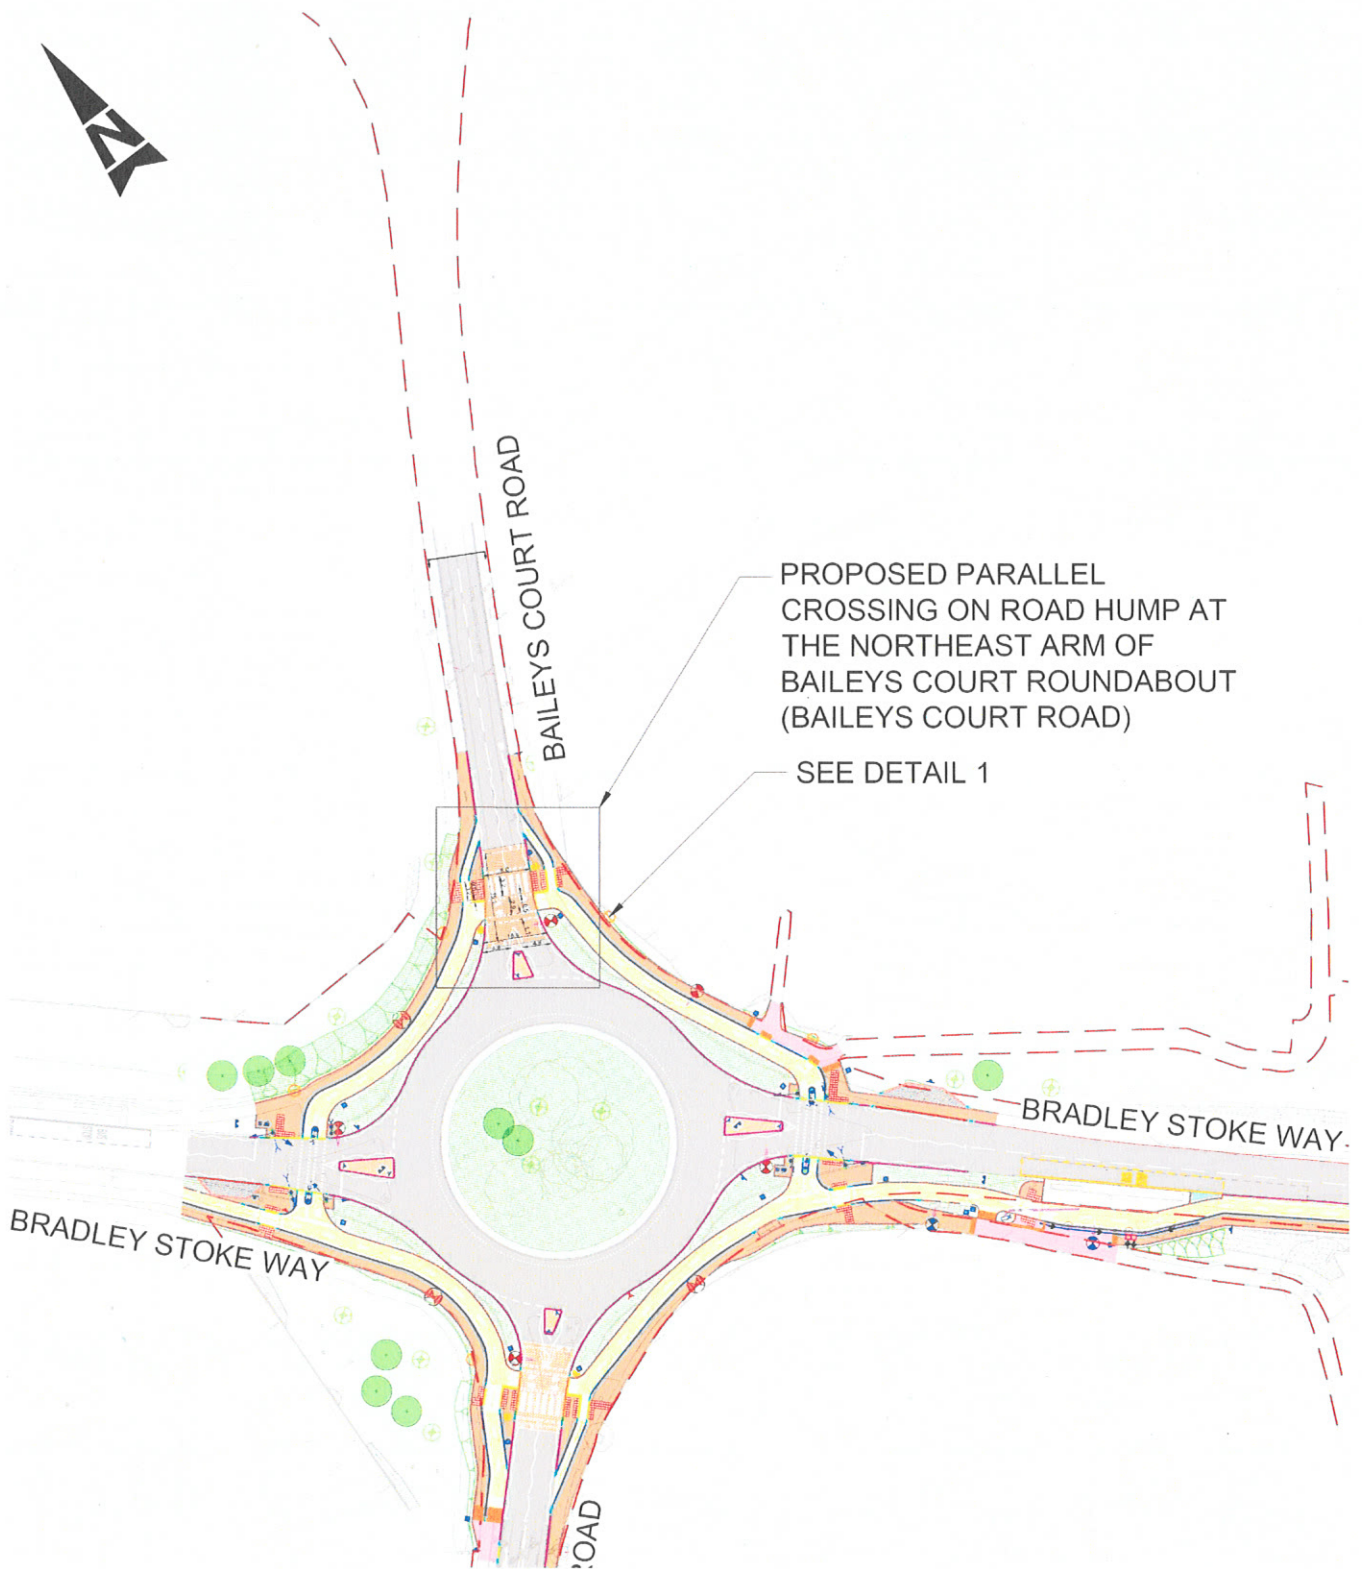 N
BAILEYS COURT ROAD
PROPOSED PARALLEL
CROSSING ON ROAD HUMP AT
THE NORTHEAST ARM OF
BAILEYS COURT ROUNDABOUT
(BAILEYS COURT ROAD)
SEE DETAIL 1
BRADLEY STOKE WAY
BRADLEY STOKE WAY
ROAD